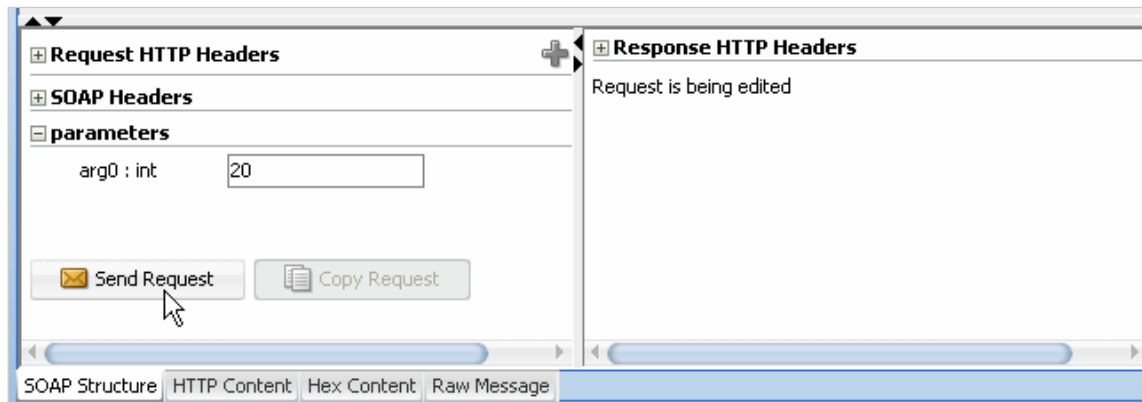 Request HTTP Headers
SOAP Headers
parameters
arg0 : int 20
Send Request Copy Request
Response HTTP Headers
Request is being edited
SOAP Structure HTTP Content Hex Content Raw Message